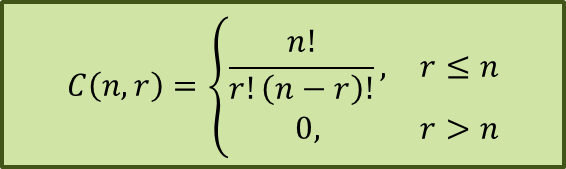 C(n, r) = { n! / r! (n − r)!, r ≤ n
0, r > n